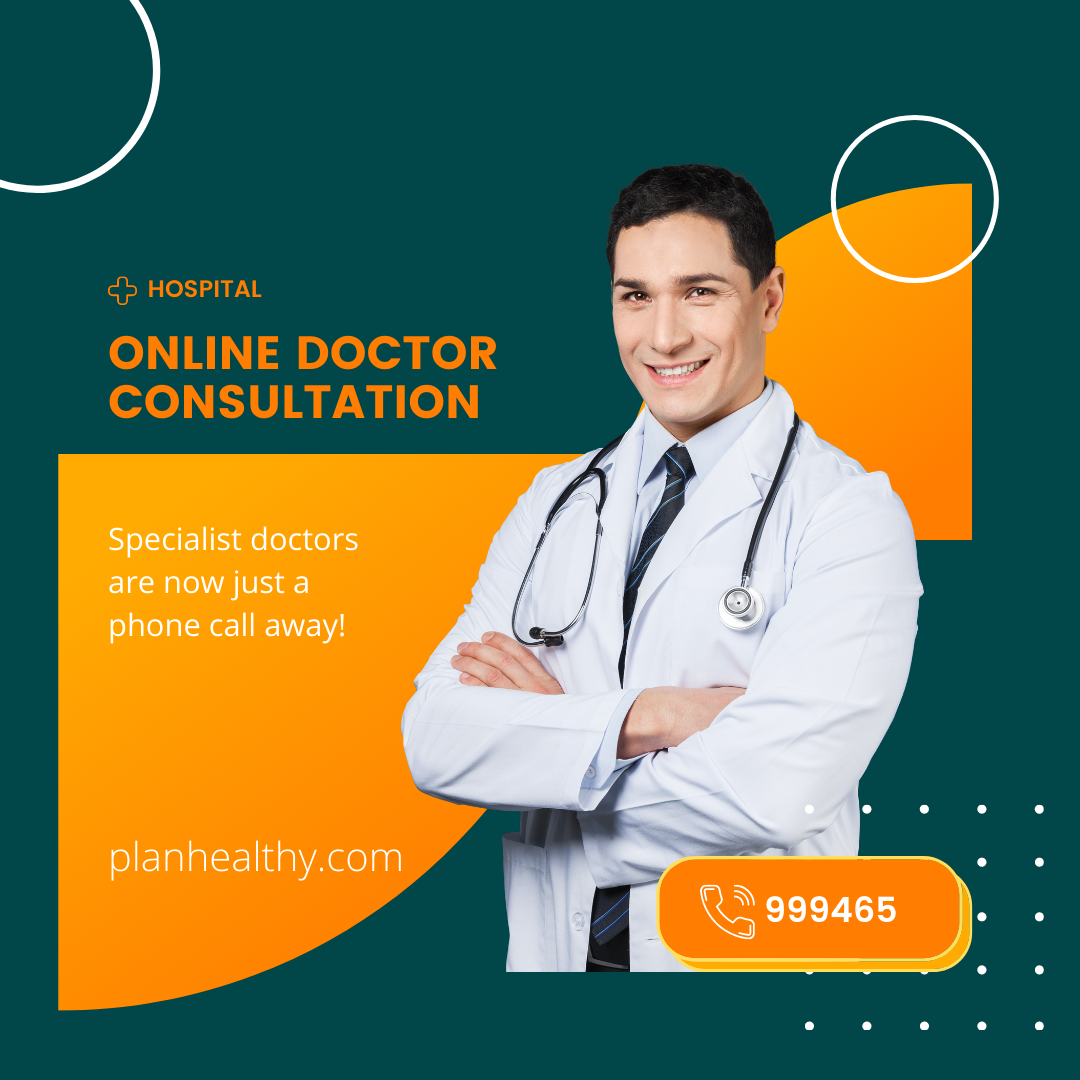 HOSPITAL
ONLINE DOCTOR
CONSULTATION
Specialist doctors
are now just a
phone call away!
planhealthy.com
999465